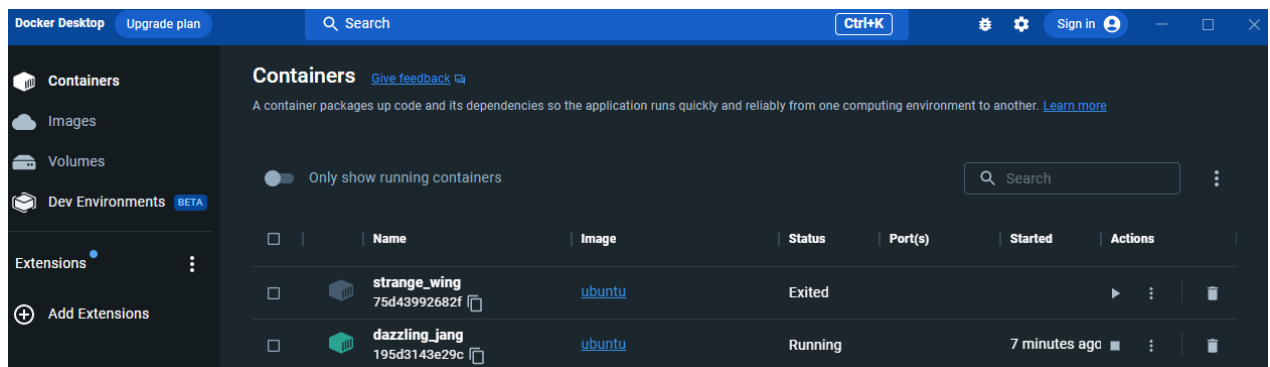 Docker Desktop Upgrade plan Search Ctrl+K Sign in
Containers
Images
Volumes
Dev Environments BETA
Extensions
Add Extensions
Containers Give feedback
A container packages up code and its dependencies so the application runs quickly and reliably from one computing environment to another. Learn more
Only show running containers Search
Name Image Status Port(s) Started Actions
strange_wing ubuntu Exited
75d43992682f
dazzling_jang ubuntu Running 7 minutes ago
195d3143e29c